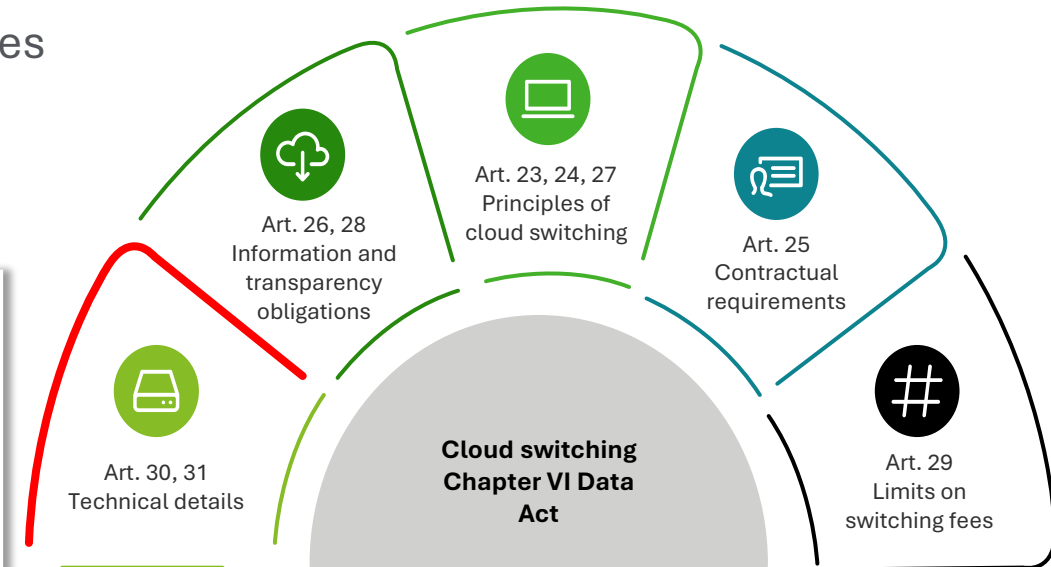 es
Art. 23, 24, 27
Principles of
cloud switching
Art. 26, 28
Information and
transparency
obligations
Art. 25
Contractual
requirements
Art. 30, 31
Technical details
Cloud switching
Chapter VI Data
Act
Art. 29
Limits on
switching fees